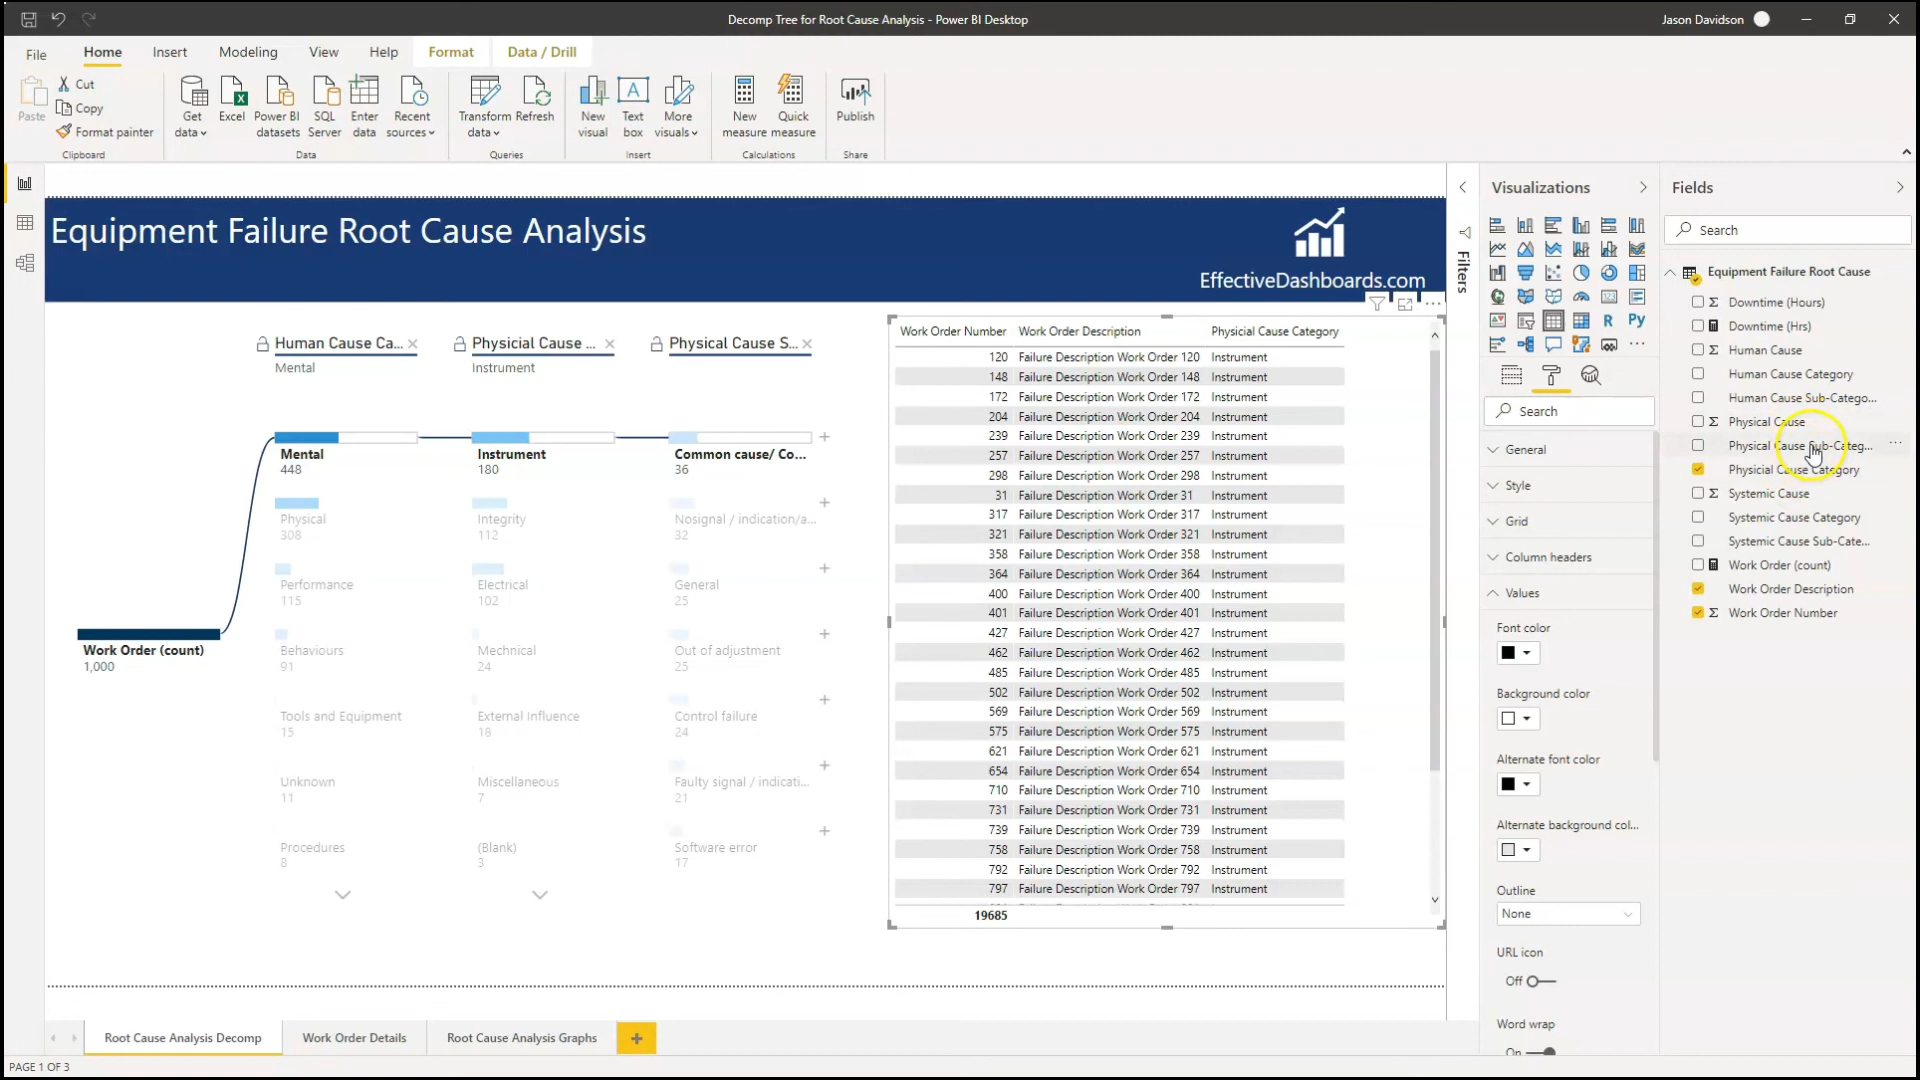 Decomp Tree for Root Cause Analysis - Power BI Desktop
Jason Davidson
File
Home
Insert
Modeling
View
Help
Format
Data / Drill
Paste
Cut
Copy
Format painter
Clipboard
Get data
Excel
Power BI datasets
SQL Server
Enter data
Recent sources
Data
Transform data
Refresh
Queries
New visual
Text box
More visuals
Insert
New measure
Quick measure
Calculations
Publish
Share
Equipment Failure Root Cause Analysis
EffectiveDashboards.com
Human Cause Ca...
Mental
Physicial Cause ...
Instrument
Physical Cause S...
Work Order (count)
1,000
Mental
448
Physical
308
Performance
115
Behaviours
91
Tools and Equipment
15
Unknown
11
Procedures
8
Instrument
180
Integrity
112
Electrical
102
Mechnical
24
External Influence
18
Miscellaneous
7
(Blank)
3
Common cause/ Co...
36
Nosignal / indication/a...
32
General
25
Out of adjustment
25
Control failure
24
Faulty signal / indicati...
21
Software error
17
Work Order Number Work Order Description Physicial Cause Category
120 Failure Description Work Order 120 Instrument
148 Failure Description Work Order 148 Instrument
172 Failure Description Work Order 172 Instrument
204 Failure Description Work Order 204 Instrument
239 Failure Description Work Order 239 Instrument
257 Failure Description Work Order 257 Instrument
298 Failure Description Work Order 298 Instrument
31 Failure Description Work Order 31 Instrument
317 Failure Description Work Order 317 Instrument
321 Failure Description Work Order 321 Instrument
358 Failure Description Work Order 358 Instrument
364 Failure Description Work Order 364 Instrument
400 Failure Description Work Order 400 Instrument
401 Failure Description Work Order 401 Instrument
427 Failure Description Work Order 427 Instrument
462 Failure Description Work Order 462 Instrument
485 Failure Description Work Order 485 Instrument
502 Failure Description Work Order 502 Instrument
569 Failure Description Work Order 569 Instrument
575 Failure Description Work Order 575 Instrument
621 Failure Description Work Order 621 Instrument
654 Failure Description Work Order 654 Instrument
710 Failure Description Work Order 710 Instrument
731 Failure Description Work Order 731 Instrument
739 Failure Description Work Order 739 Instrument
758 Failure Description Work Order 758 Instrument
792 Failure Description Work Order 792 Instrument
797 Failure Description Work Order 797 Instrument
19685
Filters
Visualizations
R Py
Search
General
Style
Grid
Column headers
Values
Font color
Background color
Alternate font color
Alternate background col...
Outline
None
URL icon
Off
Word wrap
On
Fields
Search
Equipment Failure Root Cause
Downtime (Hours)
Downtime (Hrs)
Human Cause
Human Cause Category
Human Cause Sub-Catego...
Physical Cause
Physical Cause Sub-Categ...
Physicial Cause Category
Systemic Cause
Systemic Cause Category
Systemic Cause Sub-Cate...
Work Order (count)
Work Order Description
Work Order Number
Root Cause Analysis Decomp
Work Order Details
Root Cause Analysis Graphs
PAGE 1 OF 3